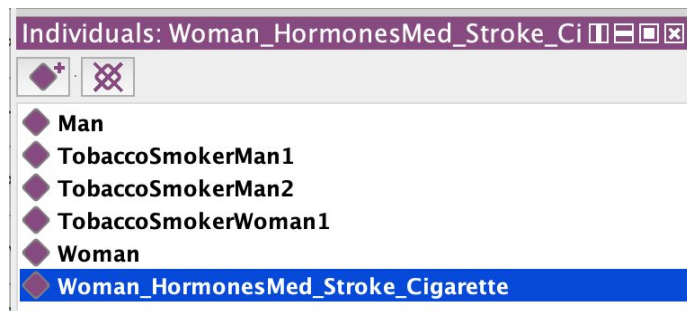 Individuals: Woman_HormonesMed_Stroke_Ci
Man
TobaccoSmokerMan1
TobaccoSmokerMan2
TobaccoSmokerWoman1
Woman
Woman_HormonesMed_Stroke_Cigarette